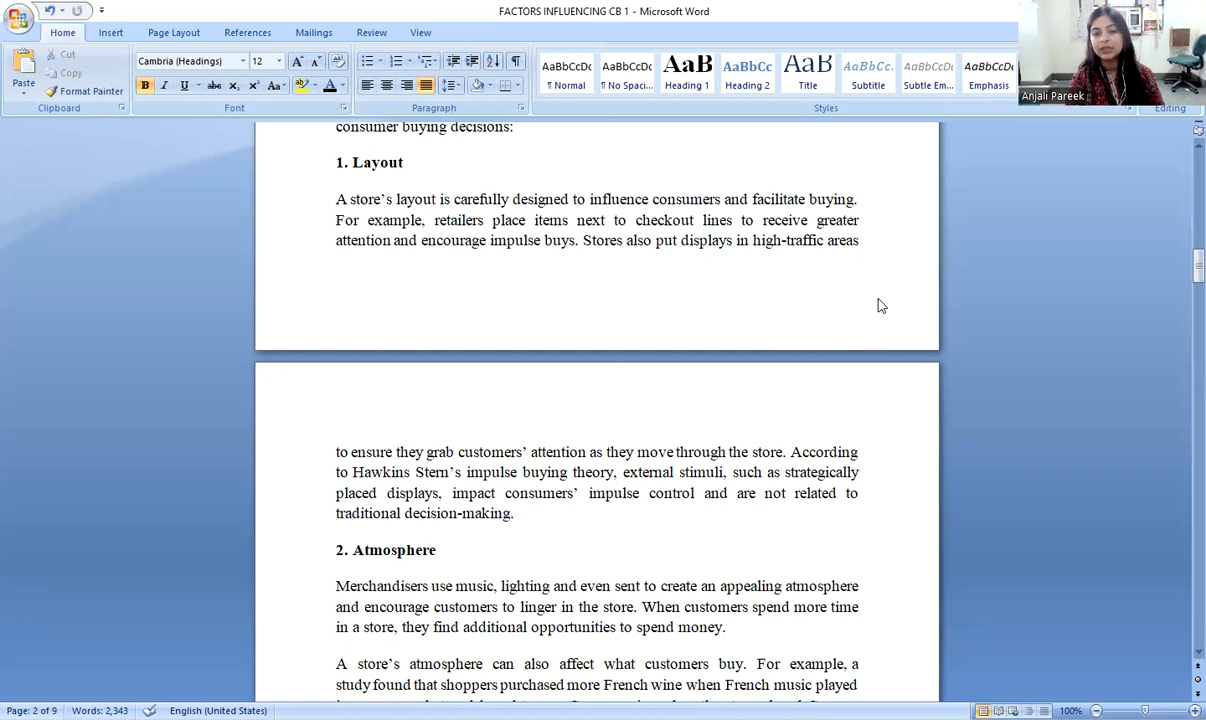 FACTORS INFLUENCING CB 1 - Microsoft Word
Home Insert Page Layout References Mailings Review View
Cut
Copy
Format Painter
Paste
Clipboard
Cambria (Headings) 12
Font
Paragraph
AaBbCcDc AaBbCcDc AaB AaBbCc AaB AaBbCc. AaBbCcDc AaBbCcDc
¶ Normal ¶ No Spaci... Heading 1 Heading 2 Title Subtitle Subtle Em... Emphasis
Styles
Editing
Anjali Pareek
consumer buying decisions:
1. Layout
A store's layout is carefully designed to influence consumers and facilitate buying.
For example, retailers place items next to checkout lines to receive greater
attention and encourage impulse buys. Stores also put displays in high-traffic areas
to ensure they grab customers' attention as they move through the store. According
to Hawkins Stern's impulse buying theory, external stimuli, such as strategically
placed displays, impact consumers' impulse control and are not related to
traditional decision-making.
2. Atmosphere
Merchandisers use music, lighting and even sent to create an appealing atmosphere
and encourage customers to linger in the store. When customers spend more time
in a store, they find additional opportunities to spend money.
A store's atmosphere can also affect what customers buy. For example, a
study found that shoppers purchased more French wine when French music played
Page: 2 of 9 Words: 2,343 English (United States) 100%